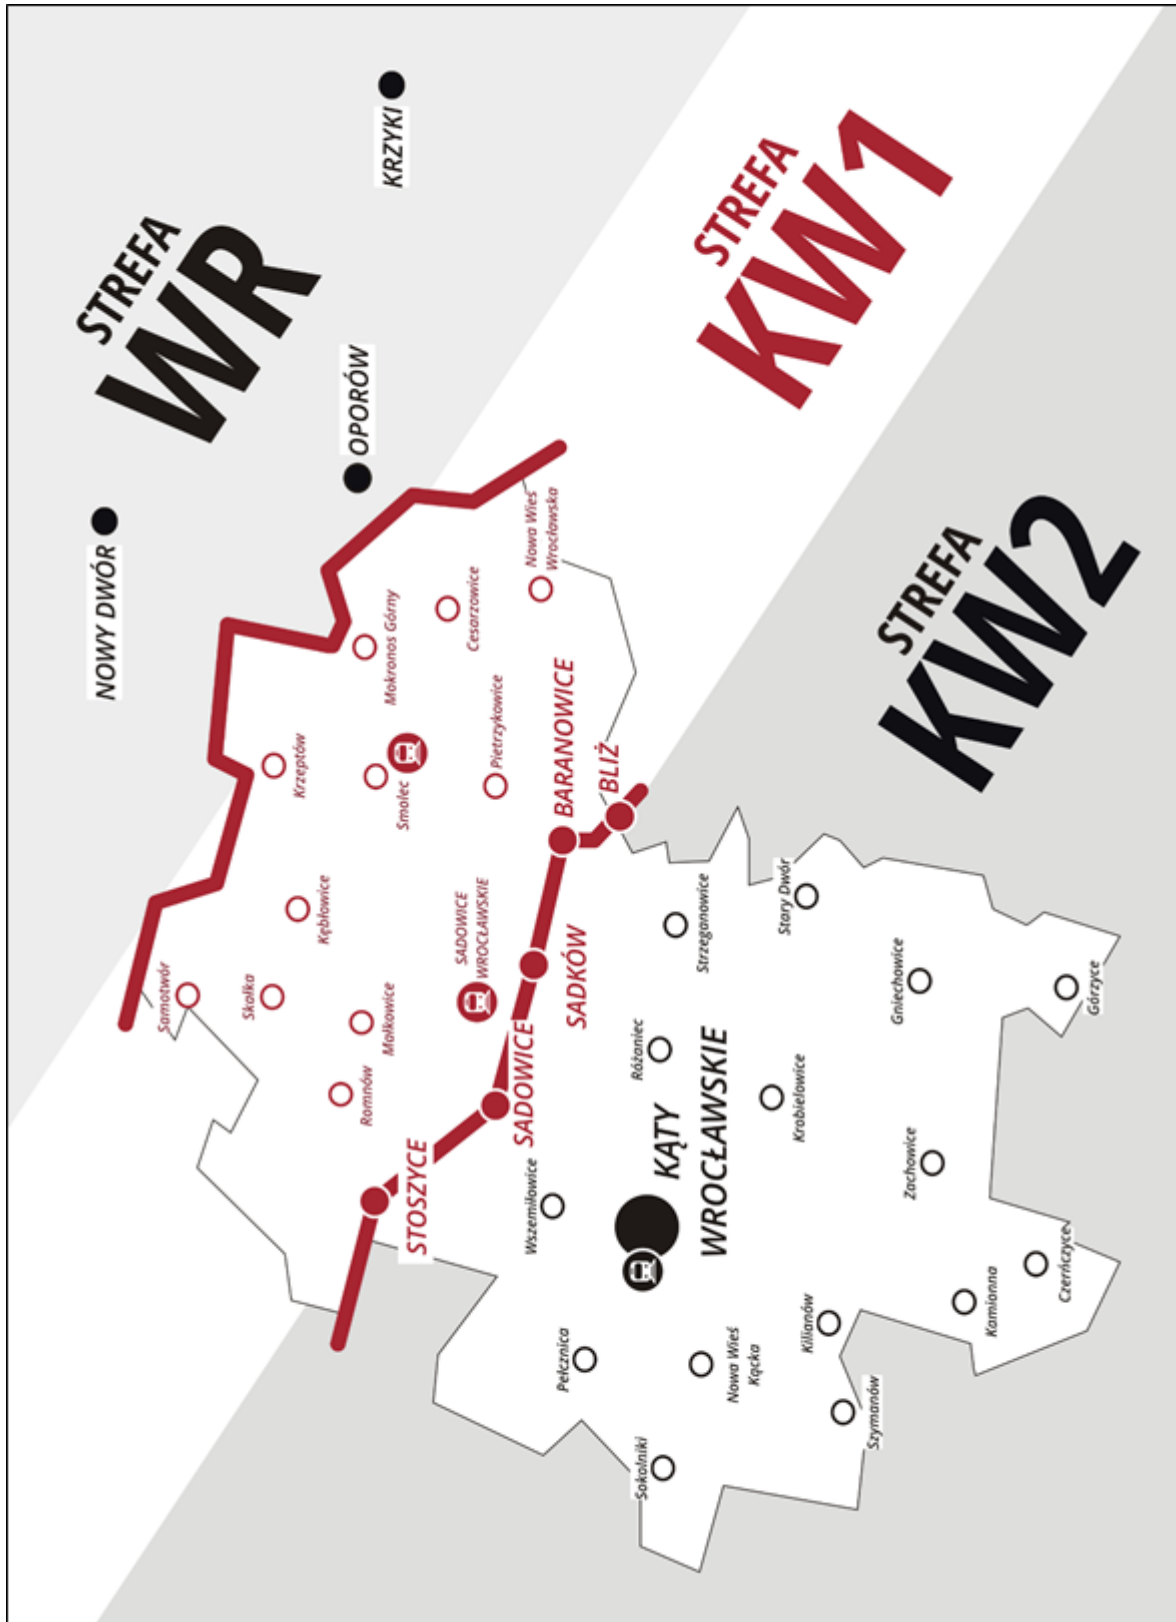 STREFA
WR
NOWY DWÓR
KRZYKI
OPORÓW
Samotwór
Skałka
Krzeptów
Kębłowice
Romnów
Małkowice
Mokronos Górny
Smolec
STOSZYCE
SADOWICE
WROCŁAWSKIE
Cesarzowice
Pietrzykowice
SADOWICE
Nowa Wieś
Wrocławska
Wszemiłowice
BARANOWICE
SADKÓW
BLIŻ
Pełcznica
Różaniec
Sokolniki
KĄTY
WROCŁAWSKIE
Strzeganowice
STREFA
KW1
Nowa Wieś
Kącka
Stary Dwór
Krobielowice
Kilianów
Szymanów
Gniechowice
Zachowice
STREFA
KW2
Kamionna
Czerńczyce
Górzyce